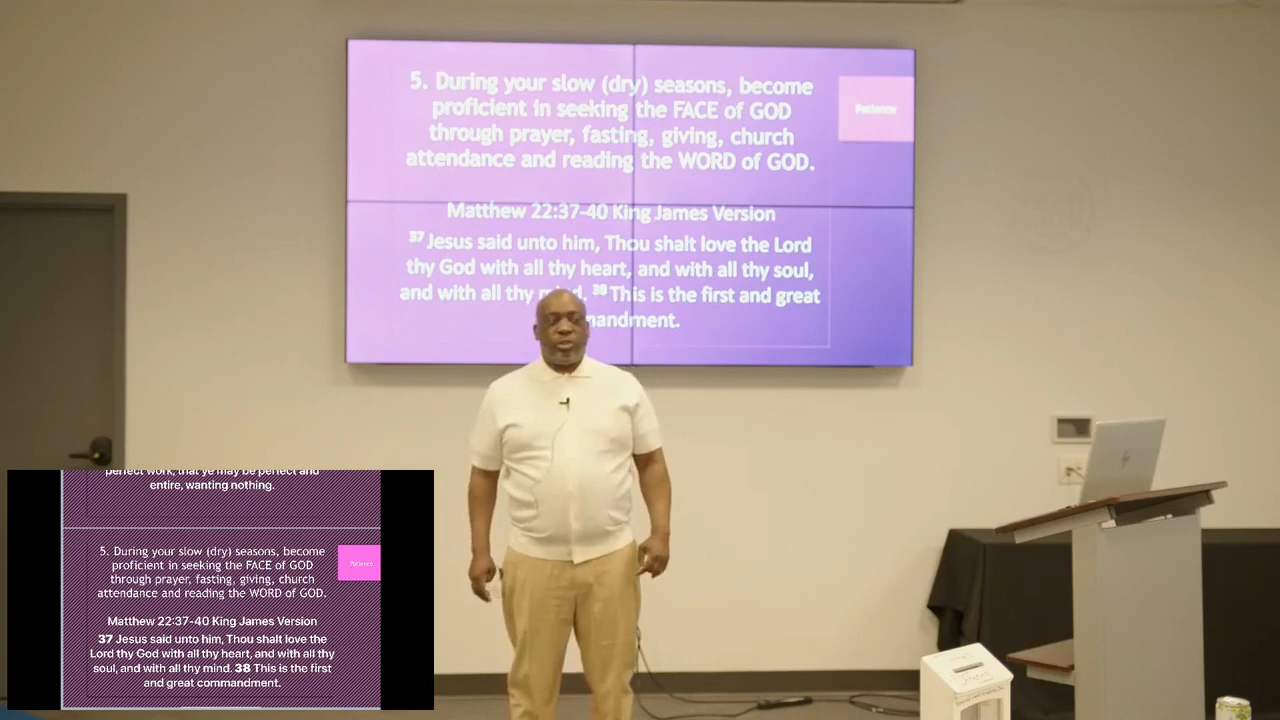 5. During your slow (dry) seasons, become
proficient in seeking the FACE of GOD
through prayer, fasting, giving, church
attendance and reading the WORD of GOD.
Patience
Matthew 22:37-40 King James Version
37 Jesus said unto him, Thou shalt love the Lord
thy God with all thy heart, and with all thy soul,
and with all thy mind. 38 This is the first and great
mandment.
perfect work, that ye may be perfect and
entire, wanting nothing.
5. During your slow (dry) seasons, become
proficient in seeking the FACE of GOD
through prayer, fasting, giving, church
attendance and reading the WORD of GOD.
Patience
Matthew 22:37-40 King James Version
37 Jesus said unto him, Thou shalt love the
Lord thy God with all thy heart, and with all thy
soul, and with all thy mind. 38 This is the first
and great commandment.